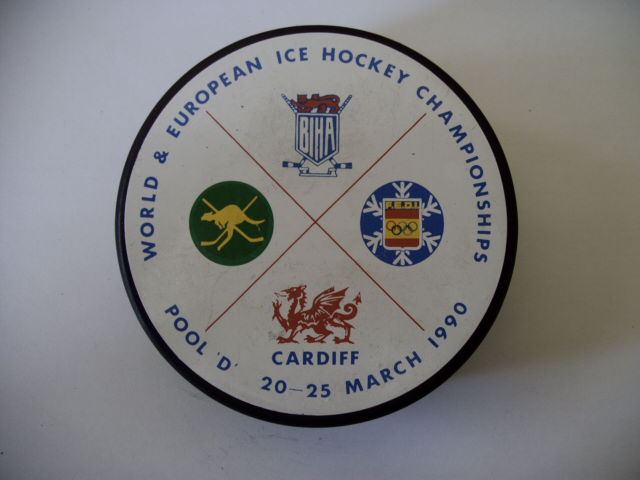 WORLD & EUROPEAN ICE HOCKEY CHAMPIONSHIPS
BIHA
CARDIFF
POOL 'D' 20-25 MARCH 1990